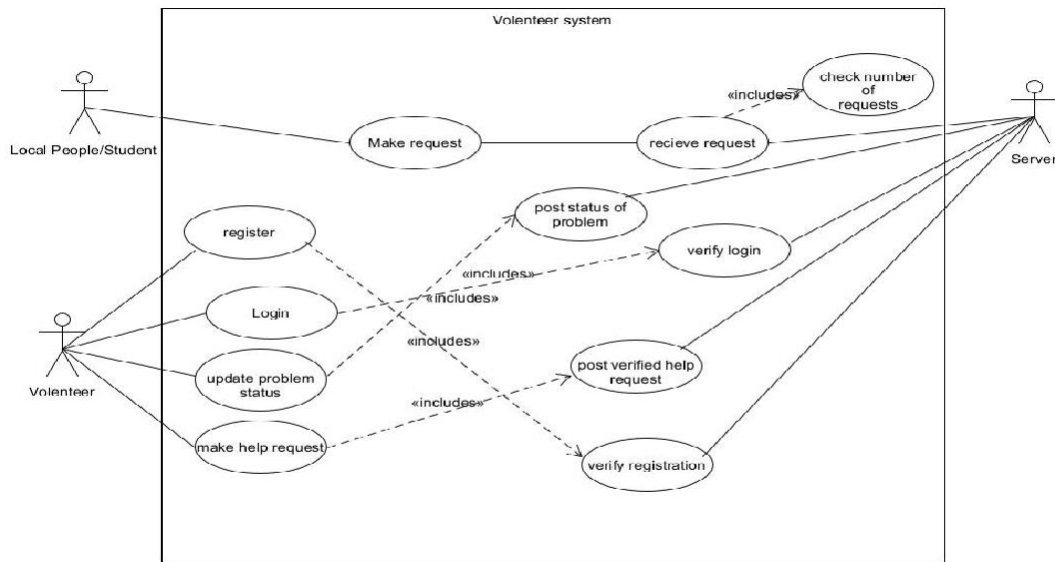 Volenteer system
check number
of
requests
«includes»
Local People/Student
Make request
recieve request
Server
post status of
problem
register
verify login
«includes»
«includes»
Login
«includes»
Volenteer
update problem
status
post verified help
request
«includes»
make help request
verify registration